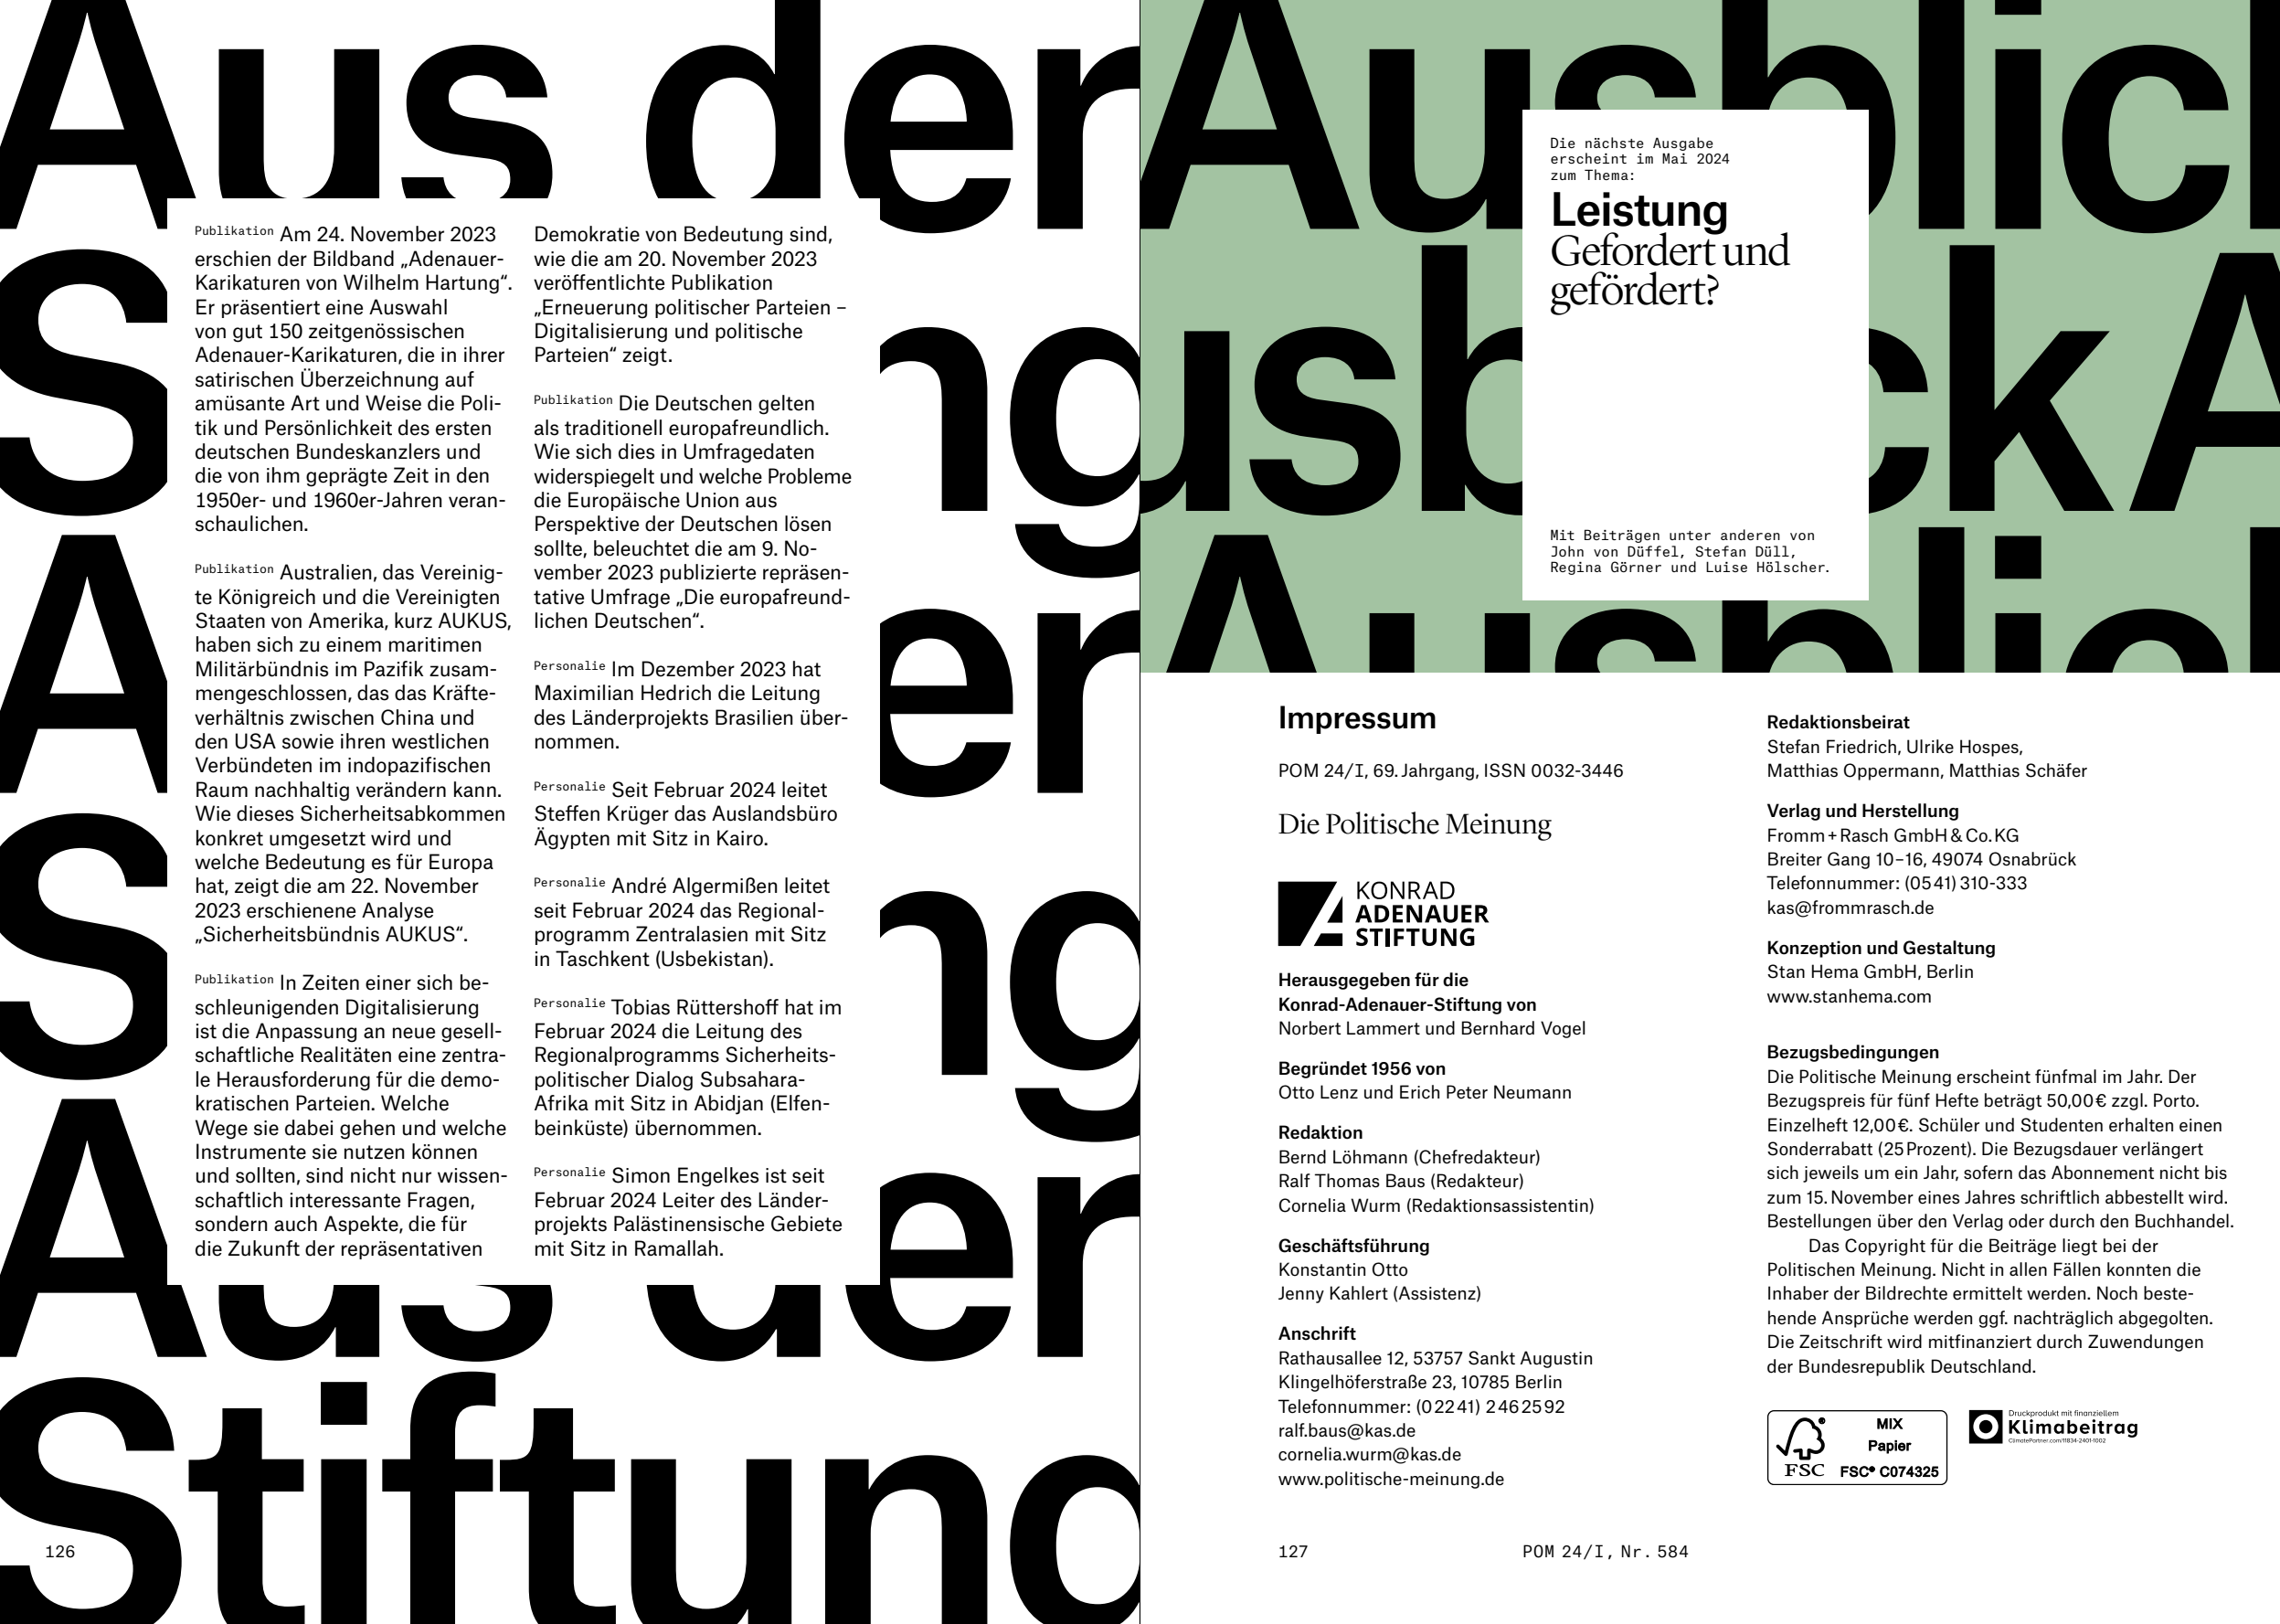 Aus der
Stiftung
Publikation Am 24. November 2023
erschien der Bildband „Adenauer-
Karikaturen von Wilhelm Hartung“.
Er präsentiert eine Auswahl
von gut 150 zeitgenössischen
Adenauer-Karikaturen, die in ihrer
satirischen Überzeichnung auf
amüsante Art und Weise die Poli-
tik und Persönlichkeit des ersten
deutschen Bundeskanzlers und
die von ihm geprägte Zeit in den
1950er- und 1960er-Jahren veran-
schaulichen.
Publikation Australien, das Vereinig-
te Königreich und die Vereinigten
Staaten von Amerika, kurz AUKUS,
haben sich zu einem maritimen
Militärbündnis im Pazifik zusam-
mengeschlossen, das das Kräfte-
verhältnis zwischen China und
den USA sowie ihren westlichen
Verbündeten im indopazifischen
Raum nachhaltig verändern kann.
Wie dieses Sicherheitsabkommen
konkret umgesetzt wird und
welche Bedeutung es für Europa
hat, zeigt die am 22. November
2023 erschienene Analyse
„Sicherheitsbündnis AUKUS“.
Publikation In Zeiten einer sich be-
schleunigenden Digitalisierung
ist die Anpassung an neue gesell-
schaftliche Realitäten eine zentra-
le Herausforderung für die demo-
kratischen Parteien. Welche
Wege sie dabei gehen und welche
Instrumente sie nutzen können
und sollten, sind nicht nur wissen-
schaftlich interessante Fragen,
sondern auch Aspekte, die für
die Zukunft der repräsentativen
Demokratie von Bedeutung sind,
wie die am 20. November 2023
veröffentlichte Publikation
„Erneuerung politischer Parteien –
Digitalisierung und politische
Parteien“ zeigt.
Publikation Die Deutschen gelten
als traditionell europafreundlich.
Wie sich dies in Umfragedaten
widerspiegelt und welche Probleme
die Europäische Union aus
Perspektive der Deutschen lösen
sollte, beleuchtet die am 9. No-
vember 2023 publizierte repräsen-
tative Umfrage „Die europafreund-
lichen Deutschen“.
Personalie Im Dezember 2023 hat
Maximilian Hedrich die Leitung
des Länderprojekts Brasilien über-
nommen.
Personalie Seit Februar 2024 leitet
Steffen Krüger das Auslandsbüro
Ägypten mit Sitz in Kairo.
Personalie André Algermißen leitet
seit Februar 2024 das Regional-
programm Zentralasien mit Sitz
in Taschkent (Usbekistan).
Personalie Tobias Rüttershoff hat im
Februar 2024 die Leitung des
Regionalprogramms Sicherheits-
politischer Dialog Subsahara-
Afrika mit Sitz in Abidjan (Elfen-
beinküste) übernommen.
Personalie Simon Engelkes ist seit
Februar 2024 Leiter des Länder-
projekts Palästinensische Gebiete
mit Sitz in Ramallah.
126
Ausblick
Die nächste Ausgabe
erscheint im Mai 2024
zum Thema:
Leistung
Gefordert und
gefördert?
Mit Beiträgen unter anderen von
John von Düffel, Stefan Düll,
Regina Görner und Luise Hölscher.
Impressum
POM 24/I, 69. Jahrgang, ISSN 0032-3446
Die Politische Meinung
KONRAD
ADENAUER
STIFTUNG
Herausgegeben für die
Konrad-Adenauer-Stiftung von
Norbert Lammert und Bernhard Vogel
Begründet 1956 von
Otto Lenz und Erich Peter Neumann
Redaktion
Bernd Löhmann (Chefredakteur)
Ralf Thomas Baus (Redakteur)
Cornelia Wurm (Redaktionsassistentin)
Geschäftsführung
Konstantin Otto
Jenny Kahlert (Assistenz)
Anschrift
Rathausallee 12, 53757 Sankt Augustin
Klingelhöferstraße 23, 10785 Berlin
Telefonnummer: (0 22 41) 2 46 25 92
ralf.baus@kas.de
cornelia.wurm@kas.de
www.politische-meinung.de
Redaktionsbeirat
Stefan Friedrich, Ulrike Hospes,
Matthias Oppermann, Matthias Schäfer
Verlag und Herstellung
Fromm + Rasch GmbH & Co. KG
Breiter Gang 10–16, 49074 Osnabrück
Telefonnummer: (05 41) 310-333
kas@frommrasch.de
Konzeption und Gestaltung
Stan Hema GmbH, Berlin
www.stanhema.com
Bezugsbedingungen
Die Politische Meinung erscheint fünfmal im Jahr. Der
Bezugspreis für fünf Hefte beträgt 50,00 € zzgl. Porto.
Einzelheft 12,00 €. Schüler und Studenten erhalten einen
Sonderrabatt (25 Prozent). Die Bezugsdauer verlängert
sich jeweils um ein Jahr, sofern das Abonnement nicht bis
zum 15. November eines Jahres schriftlich abbestellt wird.
Bestellungen über den Verlag oder durch den Buchhandel.
Das Copyright für die Beiträge liegt bei der
Politischen Meinung. Nicht in allen Fällen konnten die
Inhaber der Bildrechte ermittelt werden. Noch beste-
hende Ansprüche werden ggf. nachträglich abgegolten.
Die Zeitschrift wird mitfinanziert durch Zuwendungen
der Bundesrepublik Deutschland.
FSC
MIX
Papier
FSC® C074325
Druckprodukt mit finanziellem
Klimabeitrag
ClimatePartner.com/11834-2401-1002
127
POM 24/I, Nr. 584